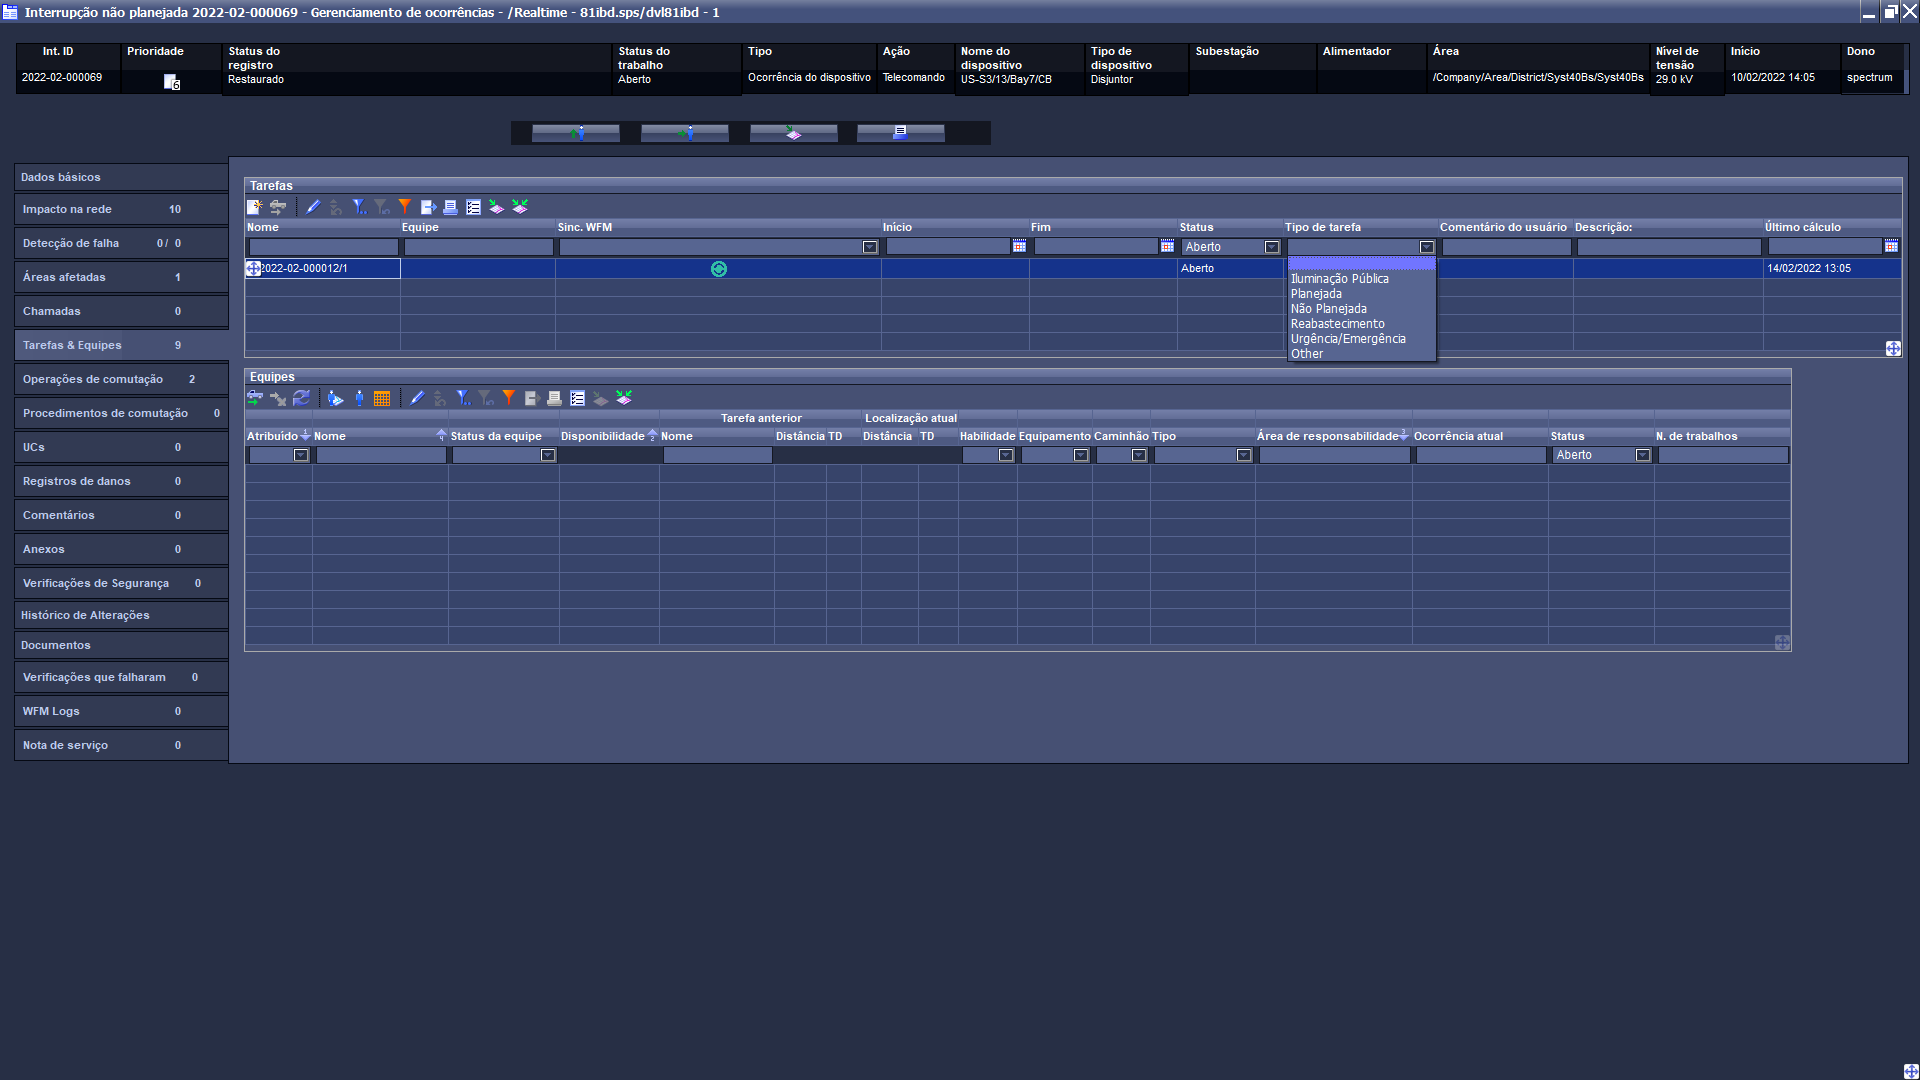 Interrupção não planejada 2022-02-000069 - Gerenciamento de ocorrências - /Realtime - 81ibd.sps/dvl81ibd - 1
Int. ID Prioridade Status do registro Status do trabalho Tipo Ação Nome do dispositivo Tipo de dispositivo Subestação Alimentador Área Nível de tensão Início Dono
2022-02-000069 6 Restaurado Aberto Ocorrência do dispositivo Telecomando US-S3/13/Bay7/CB Disjuntor /Company/Area/District/Syst40Bs/Syst40Bs 29.0 kV 10/02/2022 14:05 spectrum
Dados básicos
Impacto na rede 10
Detecção de falha 0 / 0
Áreas afetadas 1
Chamadas 0
Tarefas & Equipes 9
Operações de comutação 2
Procedimentos de comutação 0
UCs 0
Registros de danos 0
Comentários 0
Anexos 0
Verificações de Segurança 0
Histórico de Alterações
Documentos
Verificações que falharam 0
WFM Logs 0
Nota de serviço 0
Tarefas
Nome Equipe Sinc. WFM Início Fim Status Tipo de tarefa Comentário do usuário Descrição: Último cálculo
Aberto
2022-02-000012/1 Aberto 14/02/2022 13:05
Iluminação Pública
Planejada
Não Planejada
Reabastecimento
Urgência/Emergência
Other
Equipes
Tarefa anterior Localização atual
Atribuído 1 Nome 4 Status da equipe Disponibilidade 2 Nome Distância TD Distância TD Habilidade Equipamento Caminhão Tipo Área de responsabilidade 3 Ocorrência atual Status N. de trabalhos
Aberto